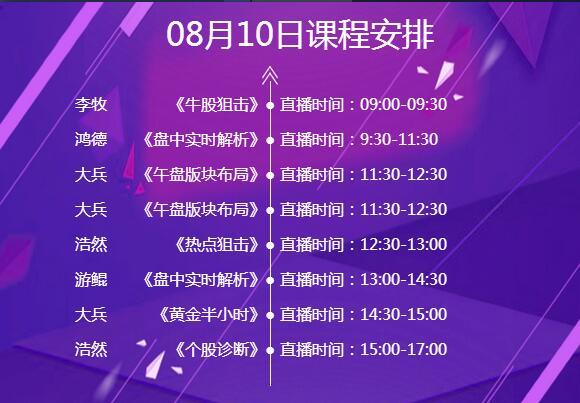 08月10日课程安排
李牧 《牛股狙击》 直播时间：09:00-09:30
鸿德 《盘中实时解析》 直播时间：9:30-11:30
大兵 《午盘版块布局》 直播时间：11:30-12:30
大兵 《午盘版块布局》 直播时间：11:30-12:30
浩然 《热点狙击》 直播时间：12:30-13:00
游鲲 《盘中实时解析》 直播时间：13:00-14:30
大兵 《黄金半小时》 直播时间：14:30-15:00
浩然 《个股诊断》 直播时间：15:00-17:00